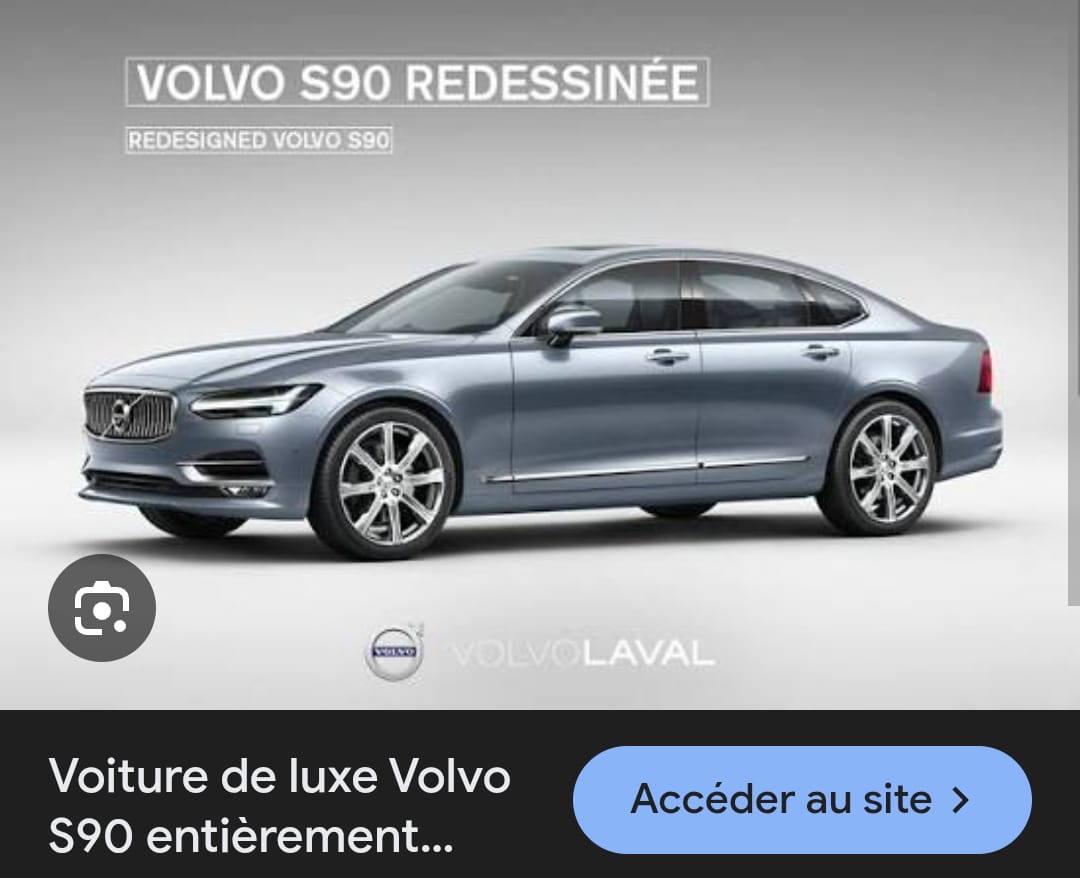 VOLVO S90 REDESSINÉE
REDESIGNED VOLVO S90
VOLVO
VOLVOLAVAL
Voiture de luxe Volvo
S90 entièrement...
Accéder au site